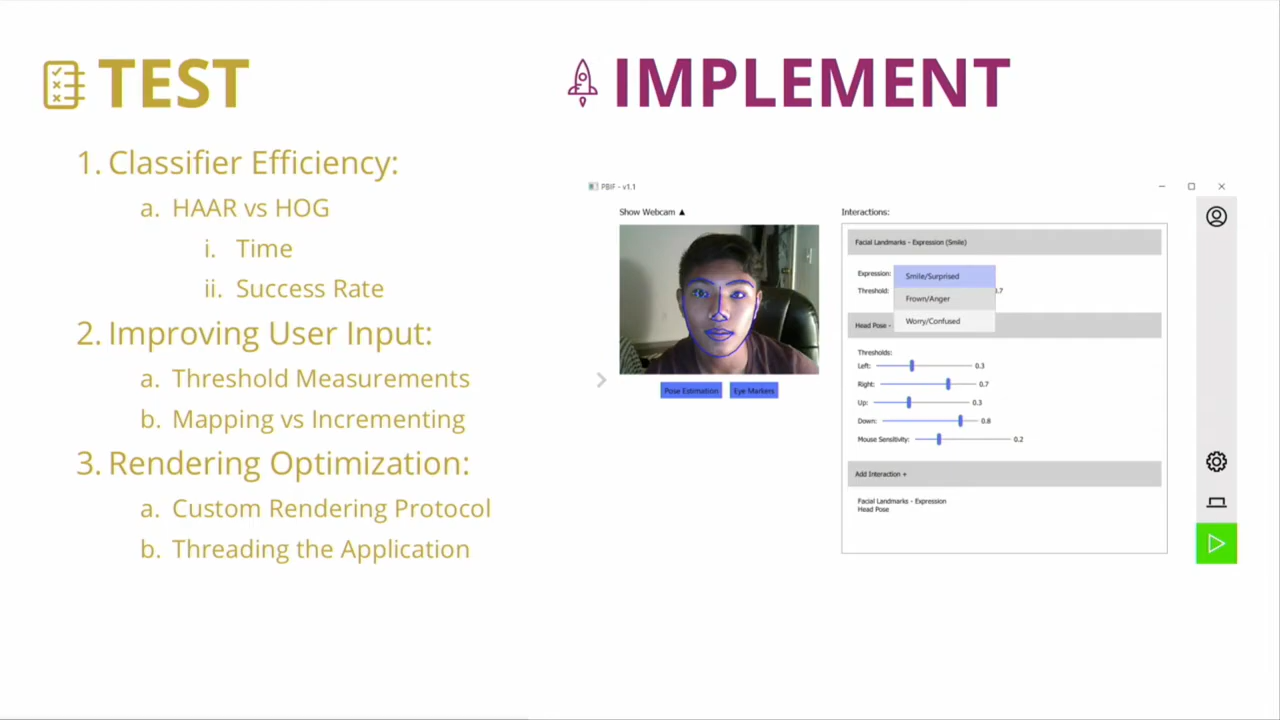 TEST
1. Classifier Efficiency:
a. HAAR vs HOG
i. Time
ii. Success Rate
2. Improving User Input:
a. Threshold Measurements
b. Mapping vs Incrementing
3. Rendering Optimization:
a. Custom Rendering Protocol
b. Threading the Application
IMPLEMENT
PBIF - v1.1
Show Webcam ▲
Pose Estimation Eye Markers
Interactions:
Facial Landmarks - Expression (Smile)
Expression: Smile/Surprised
Threshold: Frown/Anger
Worry/Confused
Head Pose -
Thresholds:
Left: 0.3
Right: 0.7
Up: 0.3
Down: 0.8
Mouse Sensitivity: 0.2
Add Interaction +
Facial Landmarks - Expression
Head Pose